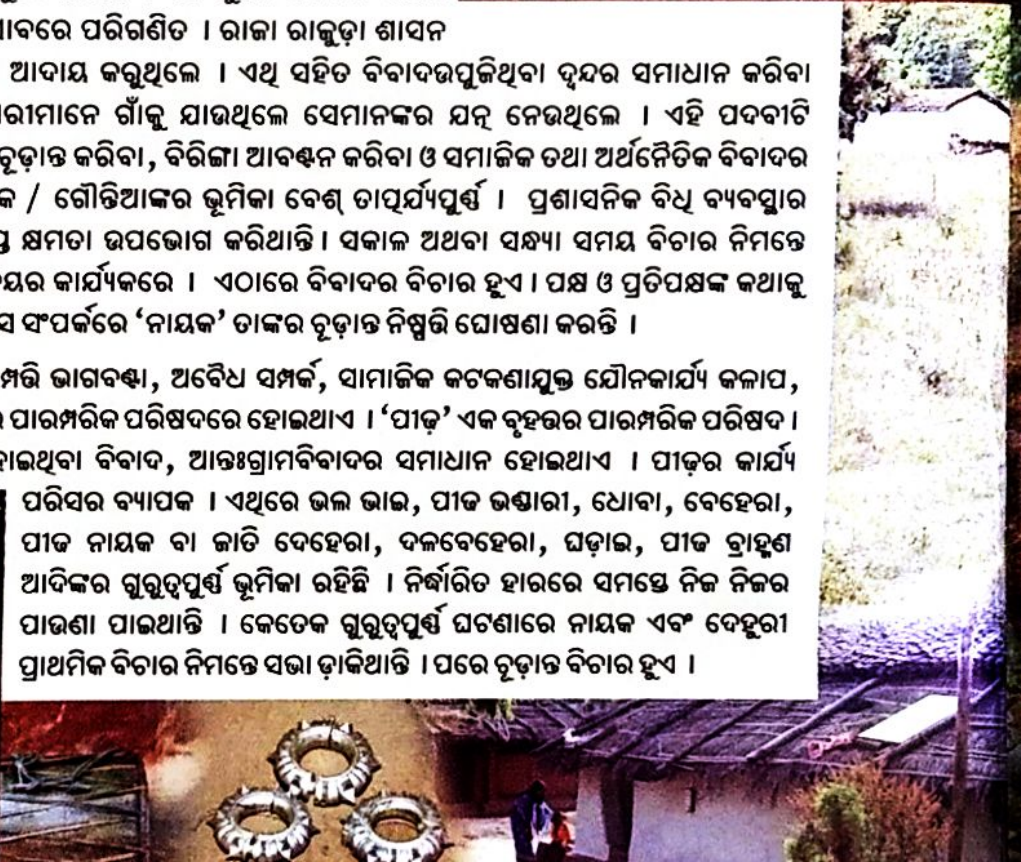 ପରିଗଣିତ । ରାଜା ରାଜୁଡ଼ା ଶାସନ
ଆଦାୟ କରୁଥିଲେ । ଏଥି ସହିତ ବିବାଦଉପୁଜିଥିବା ଦ୍ୱନ୍ଦର ସମାଧାନ କରିବା
ଗାଁକୁ ଯାଉଥିଲେ ସେମାନଙ୍କର ଯତ୍ନ ନେଉଥିଲେ । ଏହି ପଦବୀଟି
ଚୂଡ଼ାନ୍ତ କରିବା, ବିରିଙ୍ଗା ଆବଣ୍ଟନ କରିବା ଓ ସମାଜିକ ତଥା ଅର୍ଥନୈତିକ ବିବାଦର
/ ଗୌନ୍ତିଆଙ୍କର ଭୂମିକା ବେଶ୍ ତାତ୍ପର୍ଯ୍ୟପୁର୍ଣ୍ଣ । ପ୍ରଶାସନିକ ବିଧି ବ୍ୟବସ୍ଥାର
କ୍ଷମତା ଉପଭୋଗ କରିଥାନ୍ତି । ସକାଳ ଅଥବା ସନ୍ଧ୍ୟା ସମୟ ବିଚାର ନିମନ୍ତେ
କାର୍ଯ୍ୟକରେ । ଏଠାରେ ବିବାଦର ବିଚାର ହୁଏ । ପକ୍ଷ ଓ ପ୍ରତିପକ୍ଷଙ୍କ କଥାକୁ
ସଂପର୍କରେ ‘ନାୟକ’ ତାଙ୍କର ଚୂଡ଼ାନ୍ତ ନିଷ୍ପତ୍ତି ଘୋଷଣା କରନ୍ତି ।
ଭାଗବଣ୍ଟା, ଅବୈଧ ସମ୍ପର୍କ, ସାମାଜିକ କଟକଣାଯୁକ୍ତ ଯୌନକାର୍ଯ୍ୟ କଳାପ,
ପାରମ୍ପରିକ ପରିଷଦରେ ହୋଇଥାଏ । ‘ପୀଢ଼’ ଏକ ବୃହତ୍ତର ପାରମ୍ପରିକ ପରିଷଦ ।
ବିବାଦ, ଆନ୍ତଃଗ୍ରାମବିବାଦର ସମାଧାନ ହୋଇଥାଏ । ପୀଢ଼ର କାର୍ଯ୍ୟ
ପରିସର ବ୍ୟାପକ । ଏଥିରେ ଭଲ ଭାଇ, ପୀଢ ଭଣ୍ଡାରୀ, ଧୋବା, ବେହେରା,
ପୀଢ ନାୟକ ବା ଜାତି ଦେହେରା, ଦଳବେହେରା, ଘଡ଼ାଇ, ପୀଢ ବ୍ରାହ୍ମଣ
ଆଦିଙ୍କର ଗୁରୁତ୍ୱପୁର୍ଣ୍ଣ ଭୂମିକା ରହିଛି । ନିର୍ଦ୍ଧାରିତ ହାରରେ ସମସ୍ତେ ନିଜ ନିଜର
ପାଉଣା ପାଇଥାନ୍ତି । କେତେକ ଗୁରୁତ୍ୱପୁର୍ଣ୍ଣ ଘଟଣାରେ ନାୟକ ଏବଂ ଦେହୁରୀ
ପ୍ରାଥମିକ ବିଚାର ନିମନ୍ତେ ସଭା ଡ଼ାକିଥାନ୍ତି । ପରେ ଚୂଡ଼ାନ୍ତ ବିଚାର ହୁଏ ।